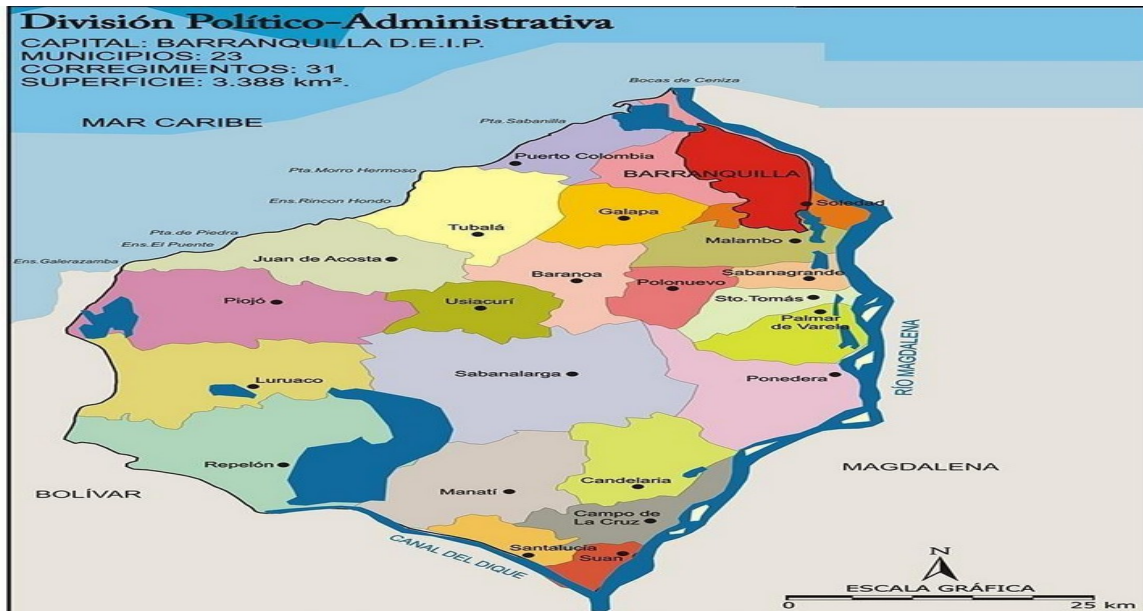 División Político-Administrativa
CAPITAL: BARRANQUILLA D.E.I.P.
MUNICIPIOS: 23
CORREGIMIENTOS: 31
SUPERFICIE: 3.388 km².
Bocas de Ceniza
MAR CARIBE
Pta.Sabanilla
Puerto Colombia
Pta.Morro Hermoso
BARRANQUILLA
Ens.Rincon Hondo
Soledad
Galapa
Tubalá
Pta.de Piedra
Malambo
Ens.El Puente
Juan de Acosta
Ens.Galerazamba
Baranoa
Sabanagrande
Polonuevo
Piojó
Usiacurí
Sto.Tomás
Palmar
de Varela
RÍO MAGDALENA
Luruaco
Sabanalarga
Ponedera
Repelón
MAGDALENA
BOLÍVAR
Manatí
Candelaria
Campo de
La Cruz
CANAL DEL DIQUE
Santalucía
Suan
N
ESCALA GRÁFICA
0
25 km